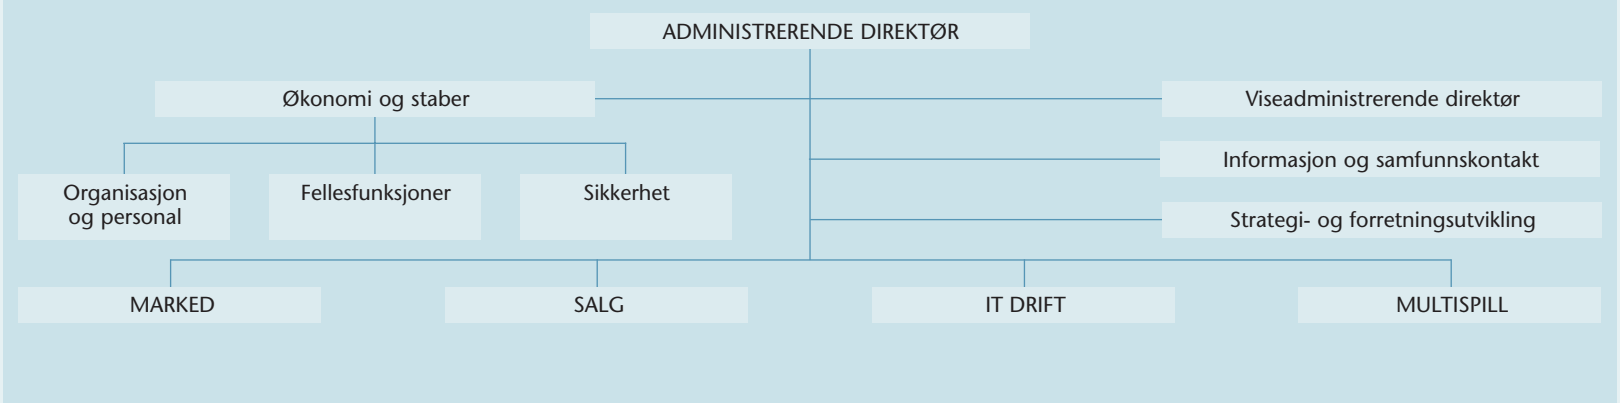 ADMINISTRERENDE DIREKTØR
Økonomi og staber
Viseadministrerende direktør
Informasjon og samfunnskontakt
Organisasjon
og personal
Fellesfunksjoner
Sikkerhet
Strategi- og forretningsutvikling
MARKED
SALG
IT DRIFT
MULTISPILL